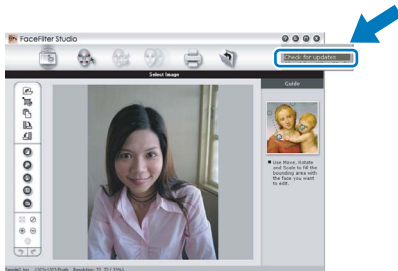 FaceFilter Studio
Check for updates
Select Image
Guide
Use Move, Rotate
and Scale to fill the
bounding area with
the face you want
to edit.